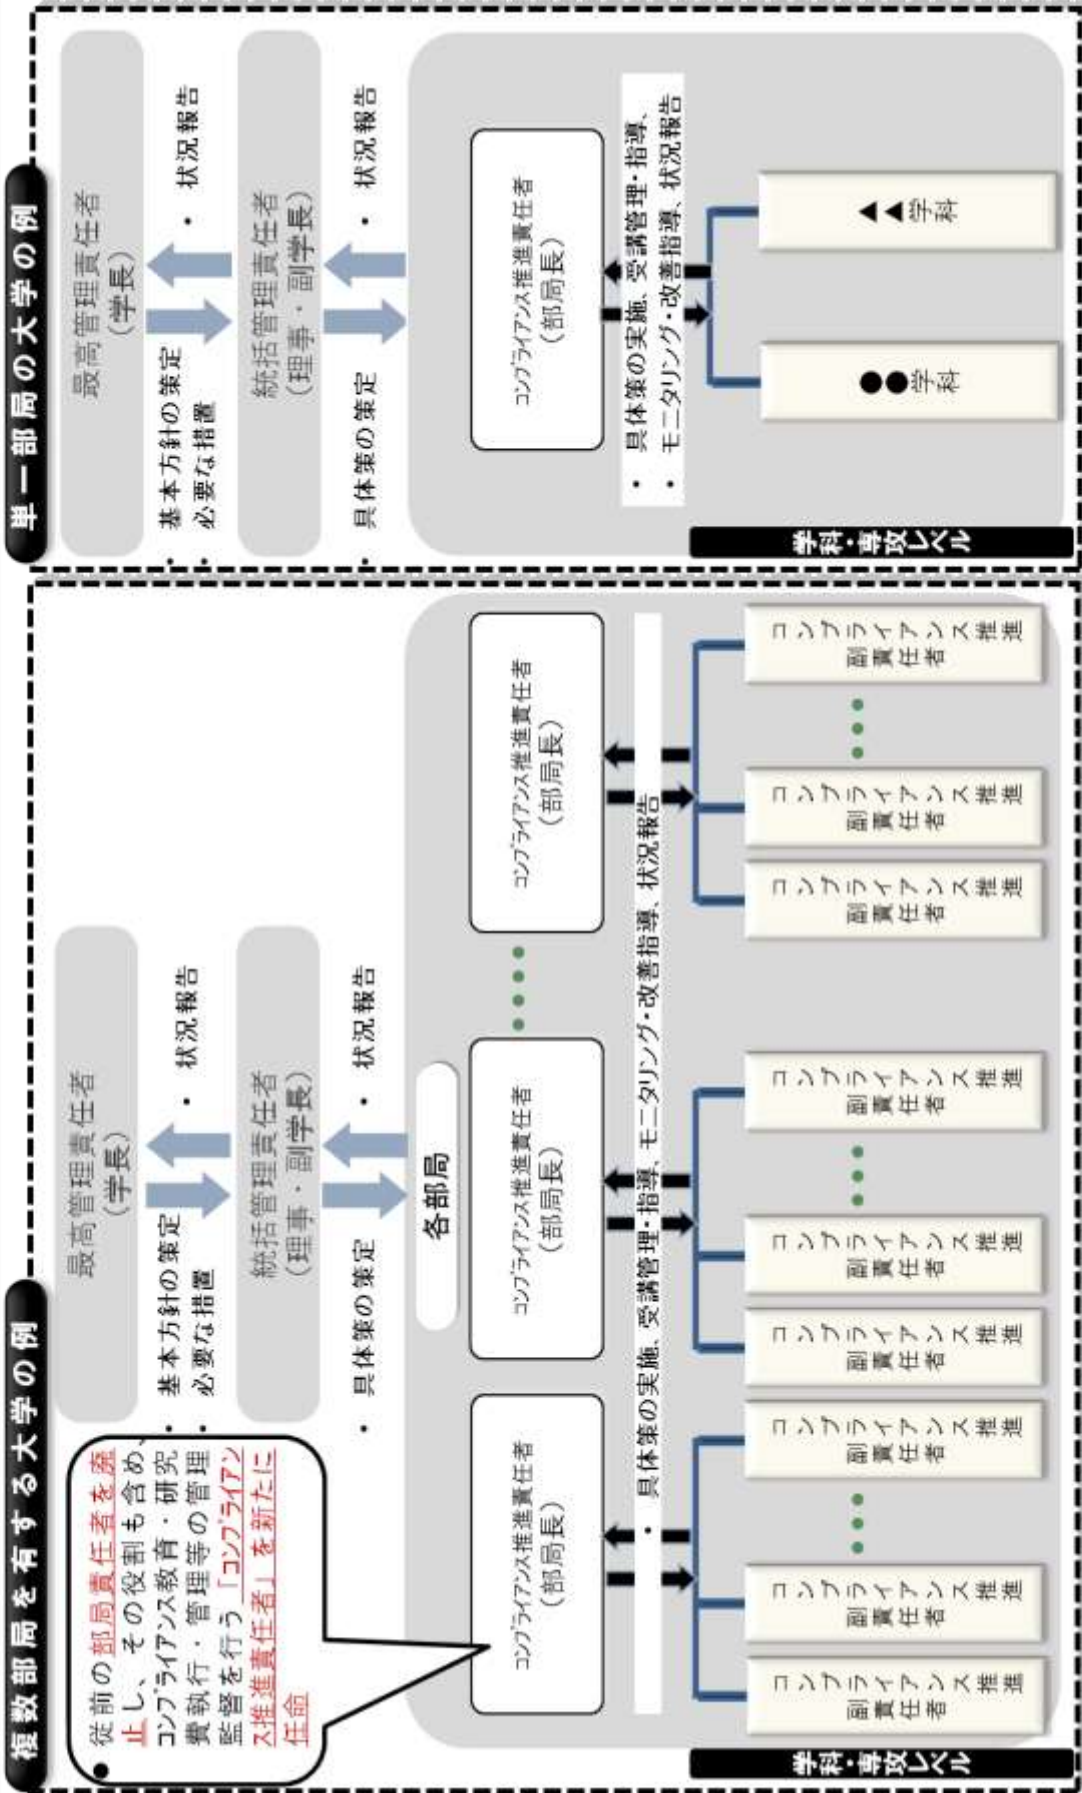 複数部局を有する大学の例
● 従前の部局責任者を廃
止し、その役割も含め、
コンプライアンス教育・研究
費執行・管理等の管理
監督を行う「コンプライアン
ス推進責任者」を新たに
任命
最高管理責任者
(学長)
• 基本方針の策定
• 必要な措置
• 状況報告
統括管理責任者
(理事・副学長)
• 具体策の策定
• 状況報告
各部局
コンプライアンス推進責任者
(部局長)
コンプライアンス推進責任者
(部局長)
••••
コンプライアンス推進責任者
(部局長)
• 具体策の実施、受講管理・指導、モニタリング・改善指導、状況報告
学科・専攻レベル
コンプライアンス推進
副責任者
コンプライアンス推進
副責任者
•••
コンプライアンス推進
副責任者
コンプライアンス推進
副責任者
コンプライアンス推進
副責任者
•••
コンプライアンス推進
副責任者
コンプライアンス推進
副責任者
コンプライアンス推進
副責任者
•••
コンプライアンス推進
副責任者
単一部局の大学の例
最高管理責任者
(学長)
• 基本方針の策定
• 必要な措置
• 状況報告
統括管理責任者
(理事・副学長)
• 具体策の策定
• 状況報告
コンプライアンス推進責任者
(部局長)
• 具体策の実施、受講管理・指導、
• モニタリング・改善指導、状況報告
学科・専攻レベル
●●学科
▲▲学科